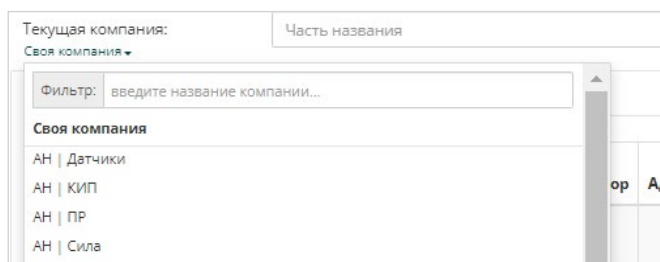 Текущая компания:
Часть названия
Своя компания
Фильтр: введите название компании...
Своя компания
АН | Датчики
АН | КИП
ор
АН | ПР
АН | Сила